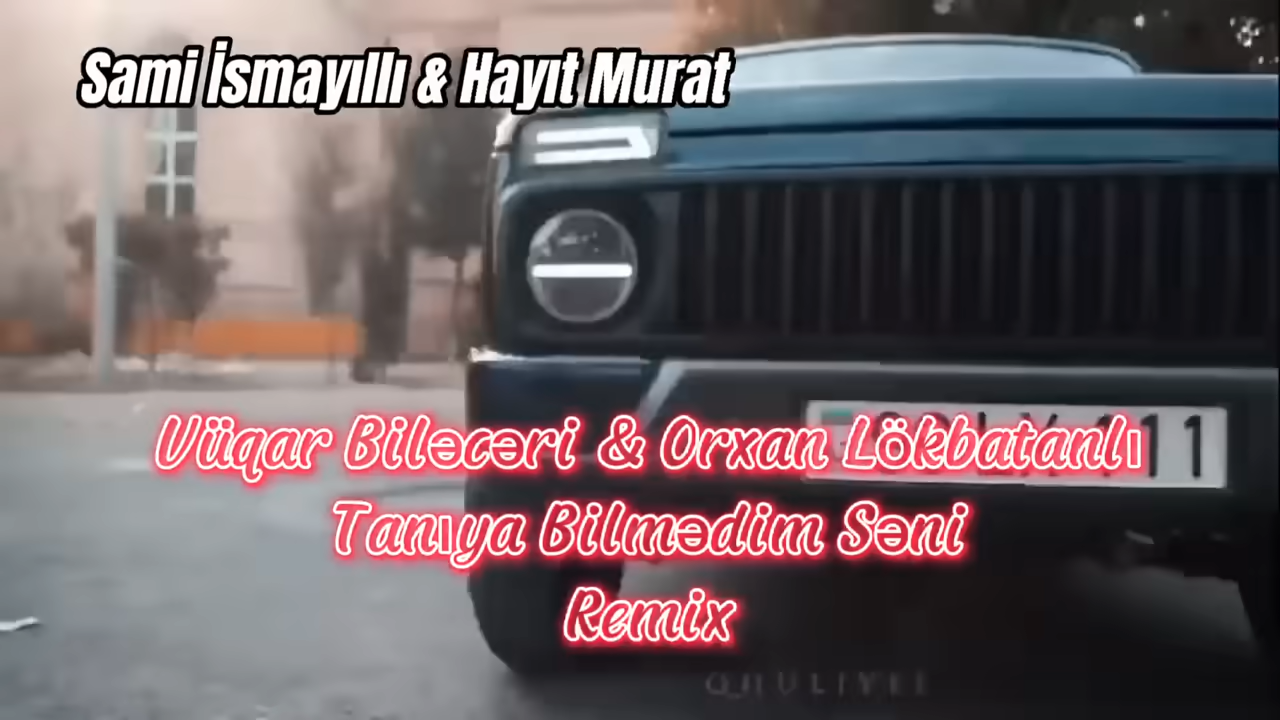 Sami İsmayıllı & Hayıt Murat
Vüqar Biləcəri & Orxan Lökbatanlı
Tanıya Bilmədim Səni
Remix